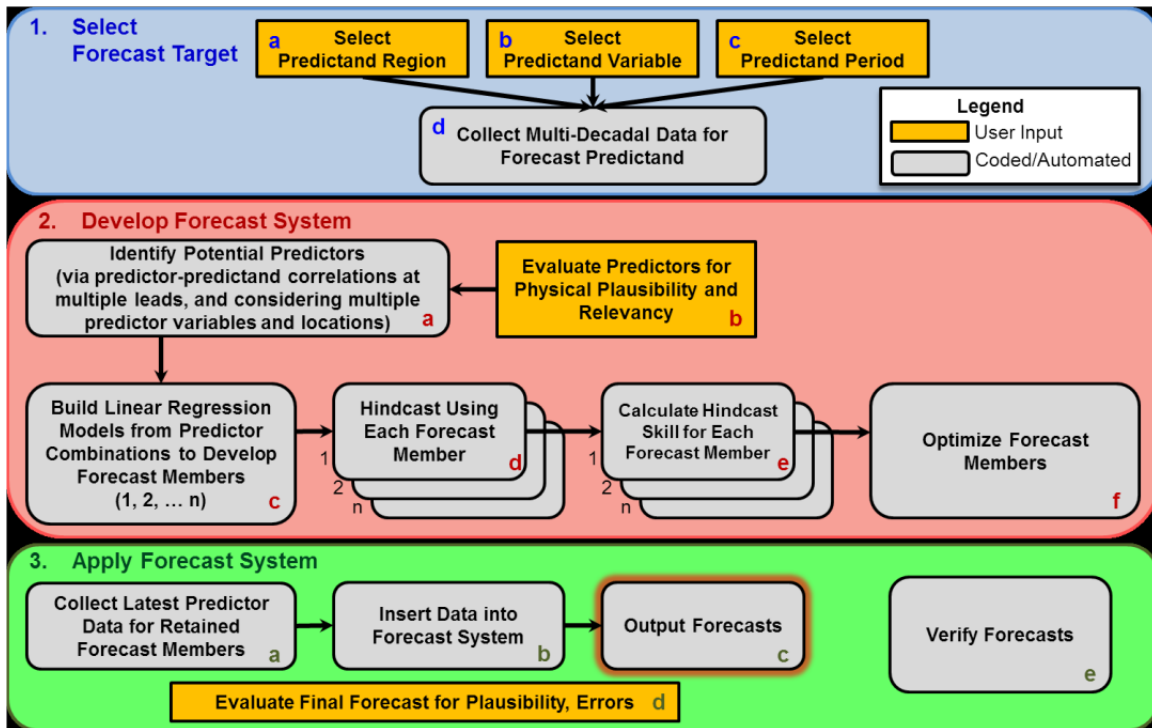 1. Select
Forecast Target
a
Select
Predictand Region
b
Select
Predictand Variable
c
Select
Predictand Period
d
Collect Multi-Decadal Data for
Forecast Predictand
Legend
User Input
Coded/Automated
2. Develop Forecast System
Identify Potential Predictors
(via predictor-predictand correlations at
multiple leads, and considering multiple
predictor variables and locations)
a
Evaluate Predictors for
Physical Plausibility and
Relevancy
b
Build Linear Regression
Models from Predictor
Combinations to Develop
Forecast Members
(1, 2, … n)
c
Hindcast Using
Each Forecast
Member
d
1
2
n
Calculate Hindcast
Skill for Each
Forecast Member
e
1
2
n
Optimize Forecast
Members
f
3. Apply Forecast System
Collect Latest Predictor
Data for Retained
Forecast Members
a
Insert Data into
Forecast System
b
Output Forecasts
c
Verify Forecasts
e
Evaluate Final Forecast for Plausibility, Errors
d